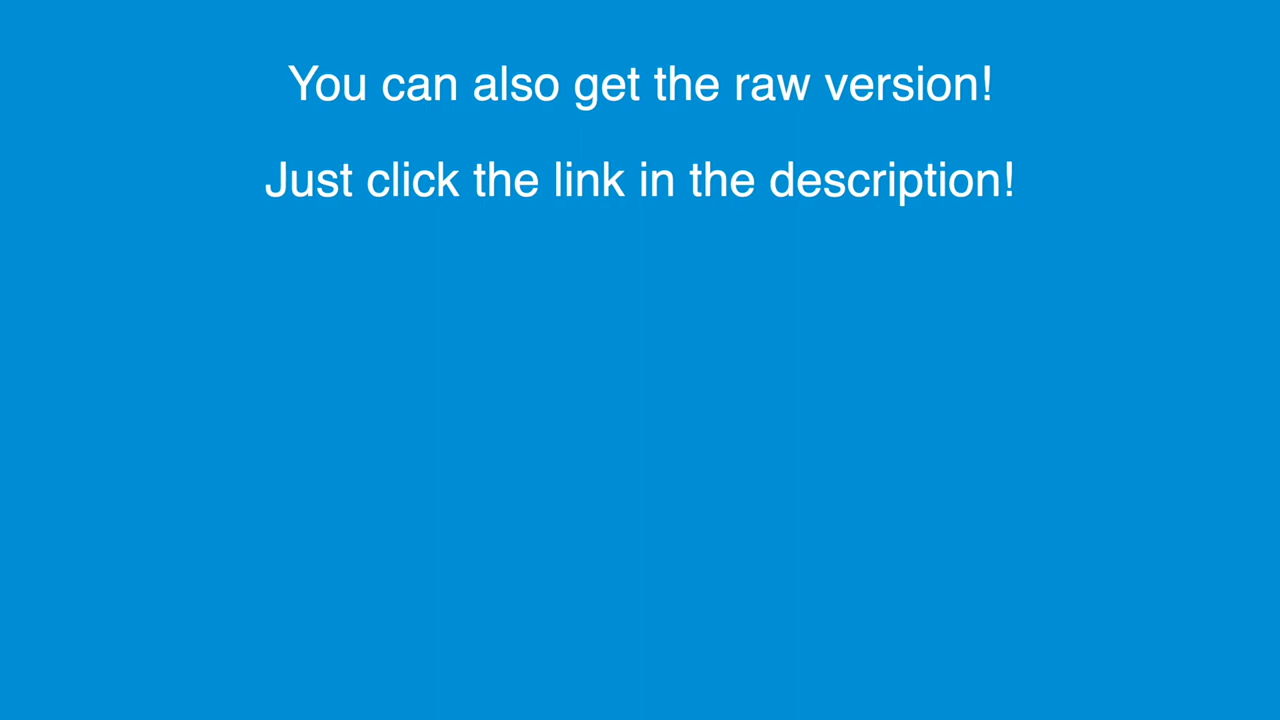 You can also get the raw version!
Just click the link in the description!